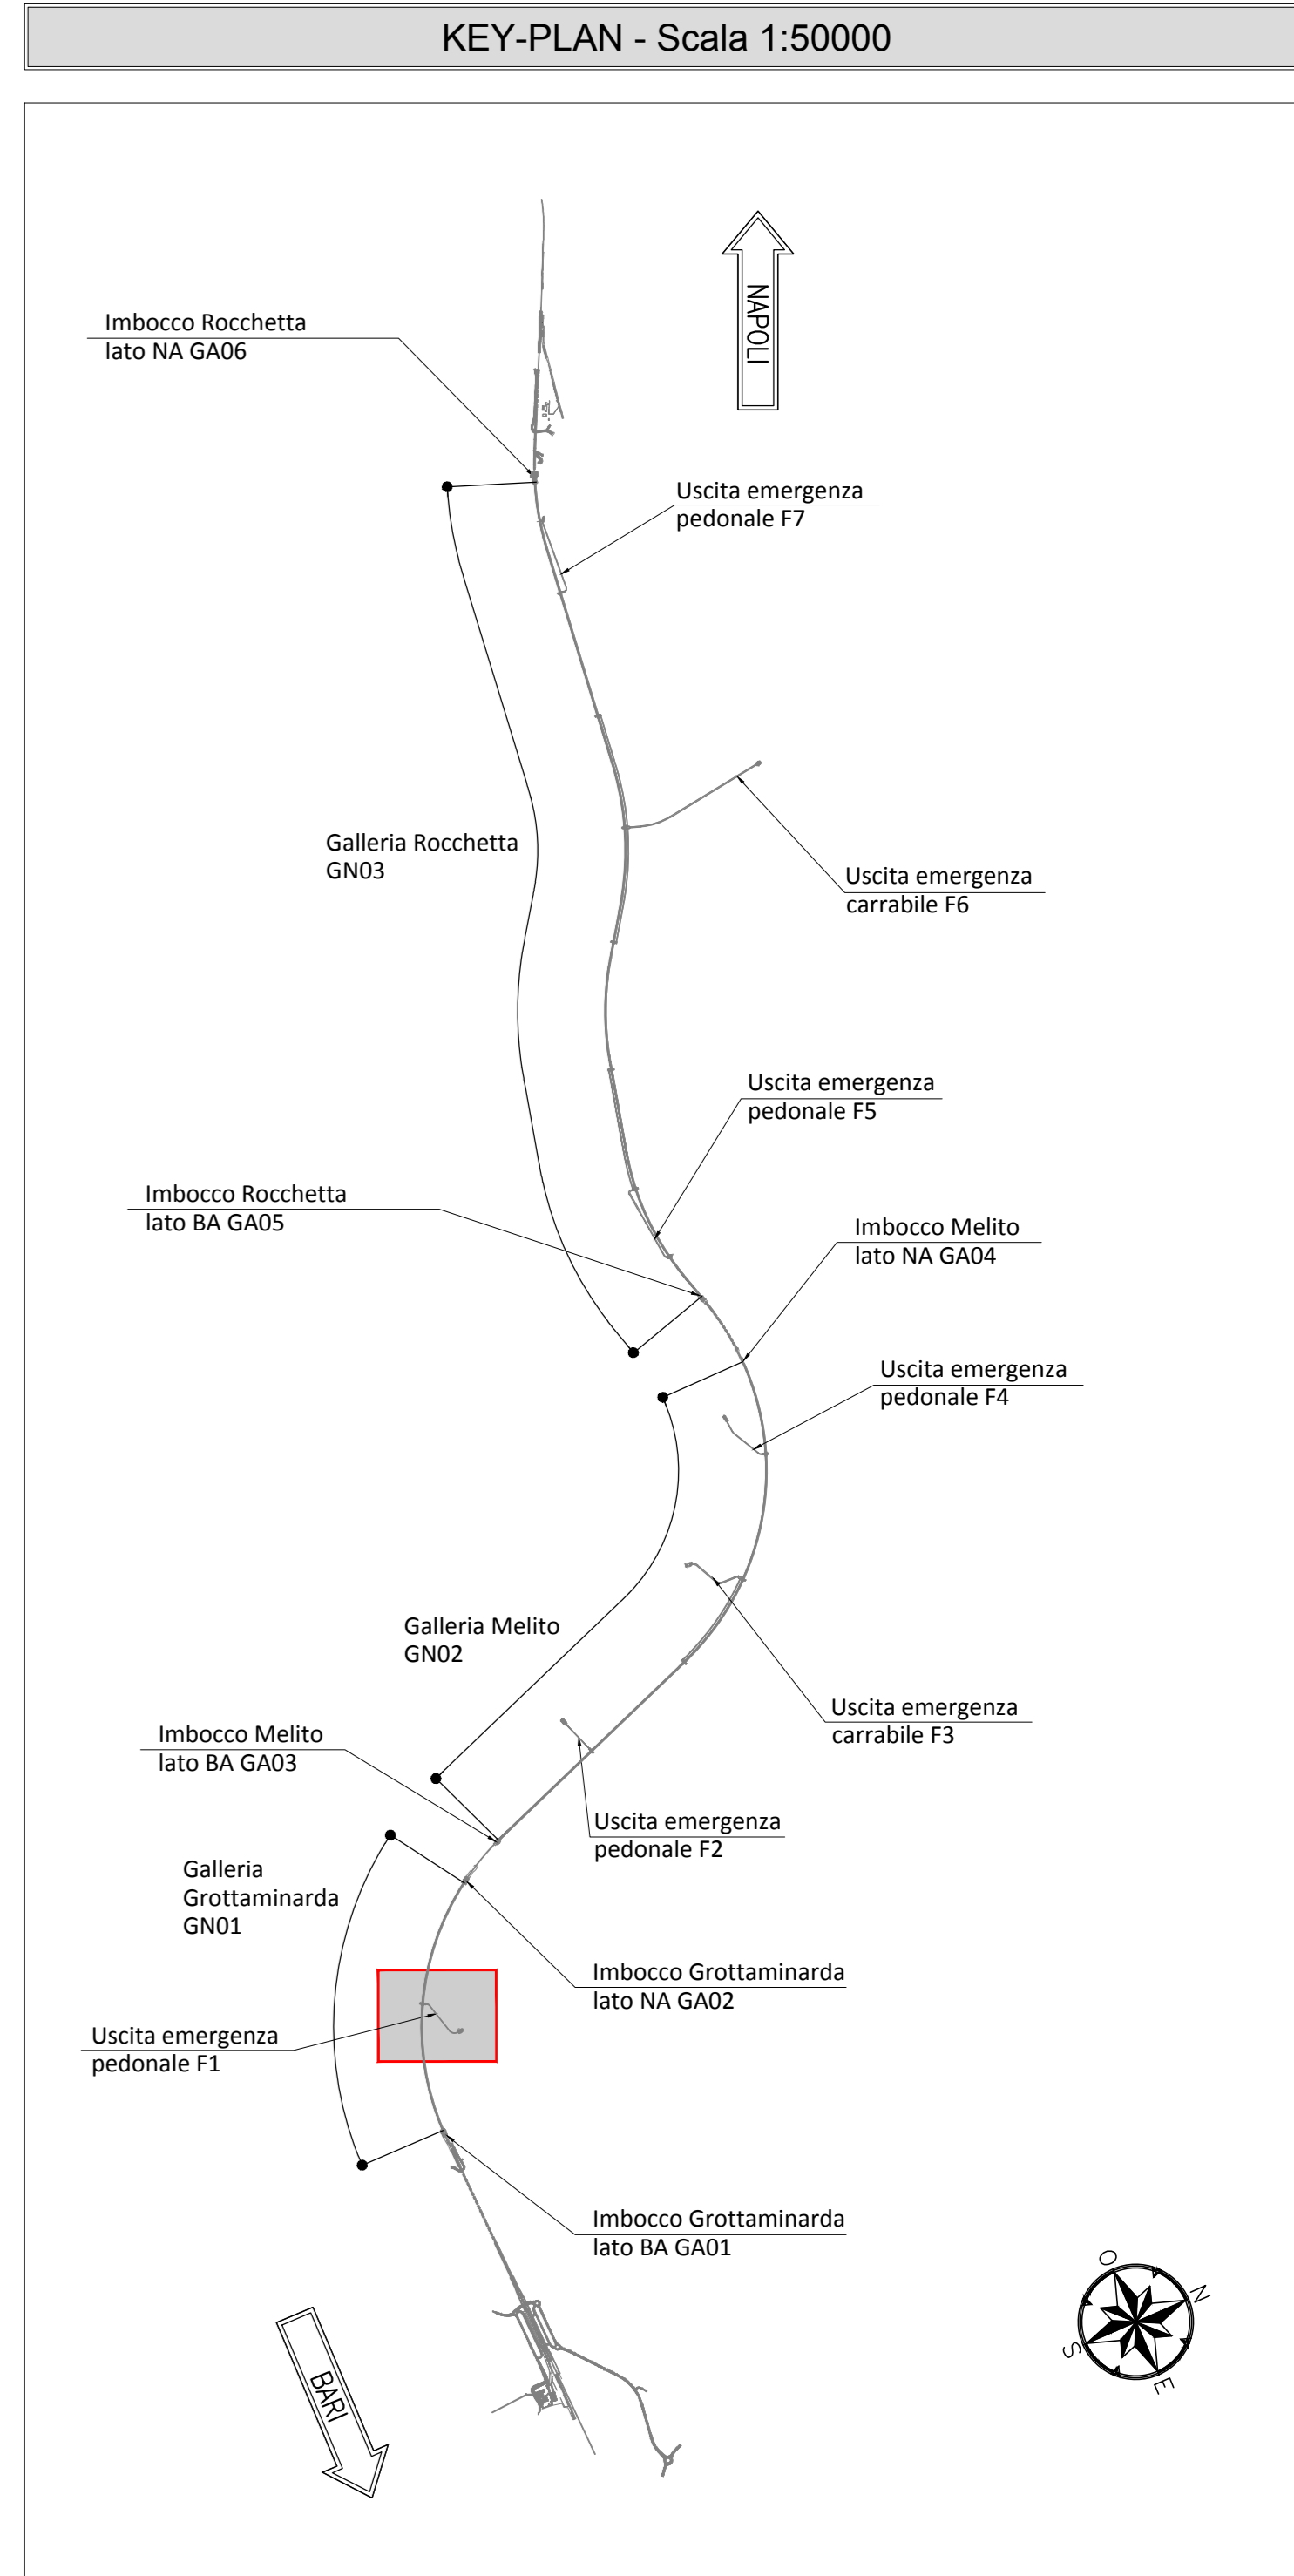 KEY-PLAN - Scala 1:50000
NAPOLI
Imbocco Rocchetta
lato NA GA06
Uscita emergenza
pedonale F7
Galleria Rocchetta
GN03
Uscita emergenza
carrabile F6
Uscita emergenza
pedonale F5
Imbocco Rocchetta
lato BA GA05
Imbocco Melito
lato NA GA04
Uscita emergenza
pedonale F4
Galleria Melito
GN02
Uscita emergenza
carrabile F3
Imbocco Melito
lato BA GA03
Uscita emergenza
pedonale F2
Galleria
Grottaminarda
GN01
Imbocco Grottaminarda
lato NA GA02
Uscita emergenza
pedonale F1
Imbocco Grottaminarda
lato BA GA01
O
N
S
E
BARI